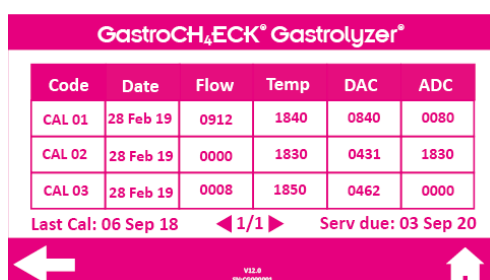 GastroCH₄ECK® Gastrolyzer®
Code Date Flow Temp DAC ADC
CAL 01 28 Feb 19 0912 1840 0840 0080
CAL 02 28 Feb 19 0000 1830 0431 1830
CAL 03 28 Feb 19 0008 1850 0462 0000
Last Cal: 06 Sep 18 ◀1/1▶ Serv due: 03 Sep 20
V12.0